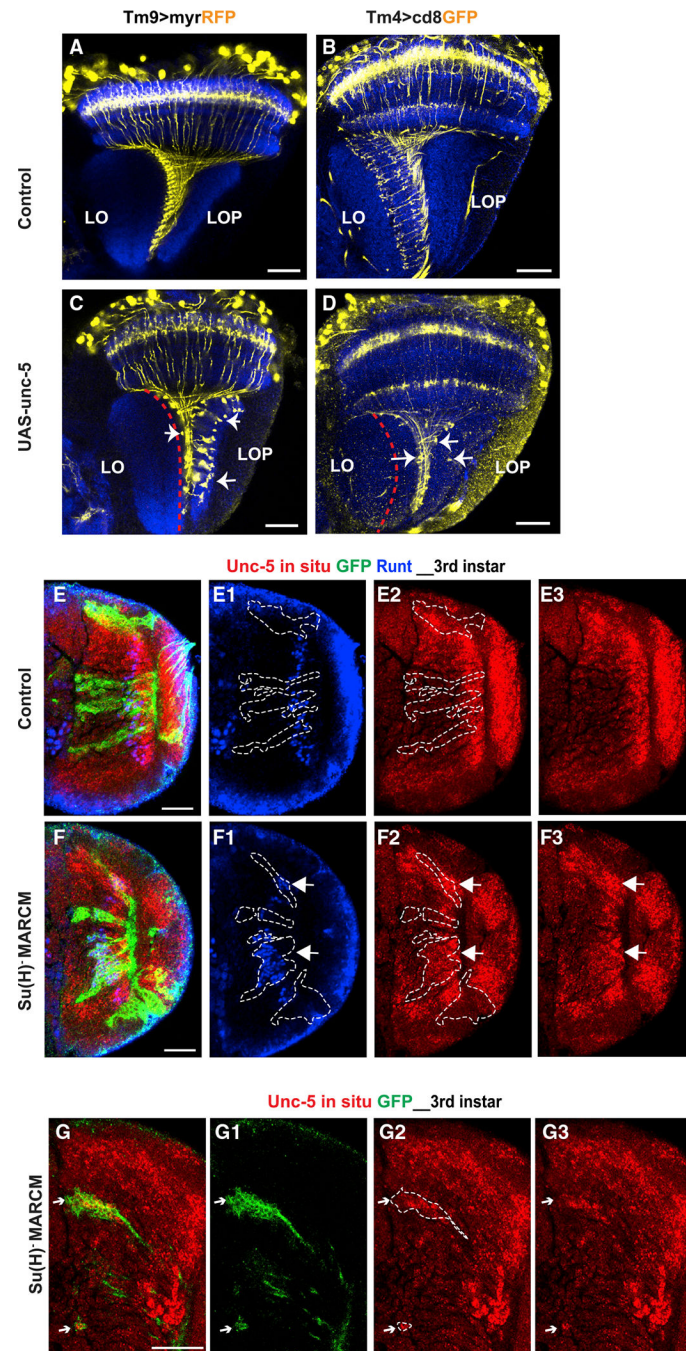 Tm9>myrRFP
Tm4>cd8GFP
Control
A
LO
LOP
B
LO
LOP
UAS-unc-5
C
LO
LOP
D
LO
LOP
Unc-5 in situ GFP Runt __3rd instar
Control
E
E1
E2
E3
Su(H)- MARCM
F
F1
F2
F3
Unc-5 in situ GFP__3rd instar
Su(H)- MARCM
G
G1
G2
G3